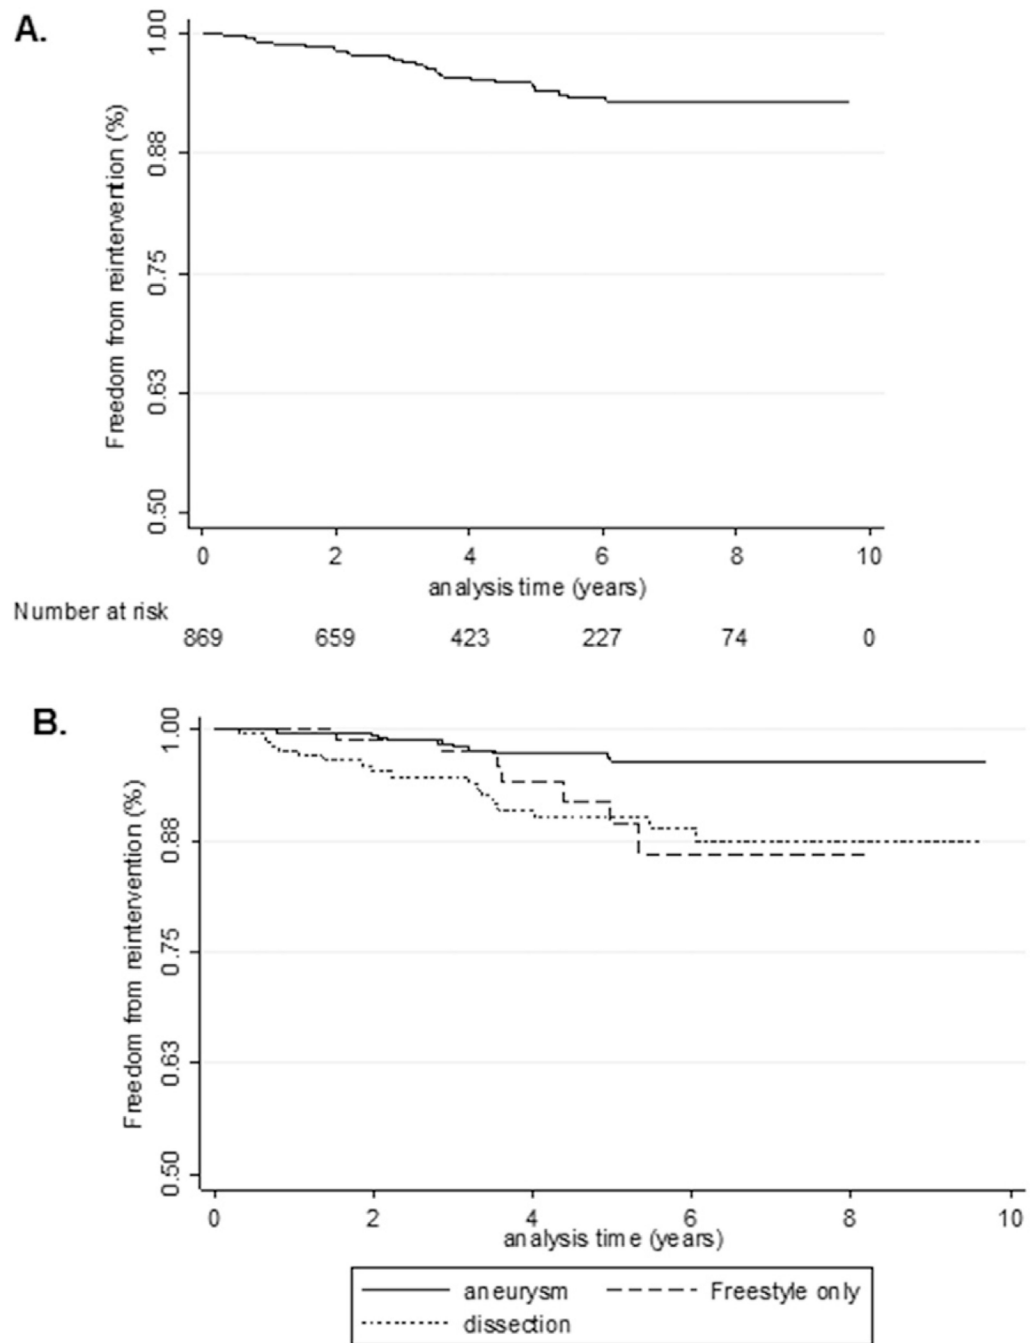 A.
Freedom from reintervention (%)
1.00
0.88
0.75
0.63
0.50
0 2 4 6 8 10
analysis time (years)
Number at risk
869 659 423 227 74 0
B.
Freedom from reintervention (%)
1.00
0.88
0.75
0.63
0.50
0 2 4 6 8 10
analysis time (years)
aneurysm Freestyle only
dissection